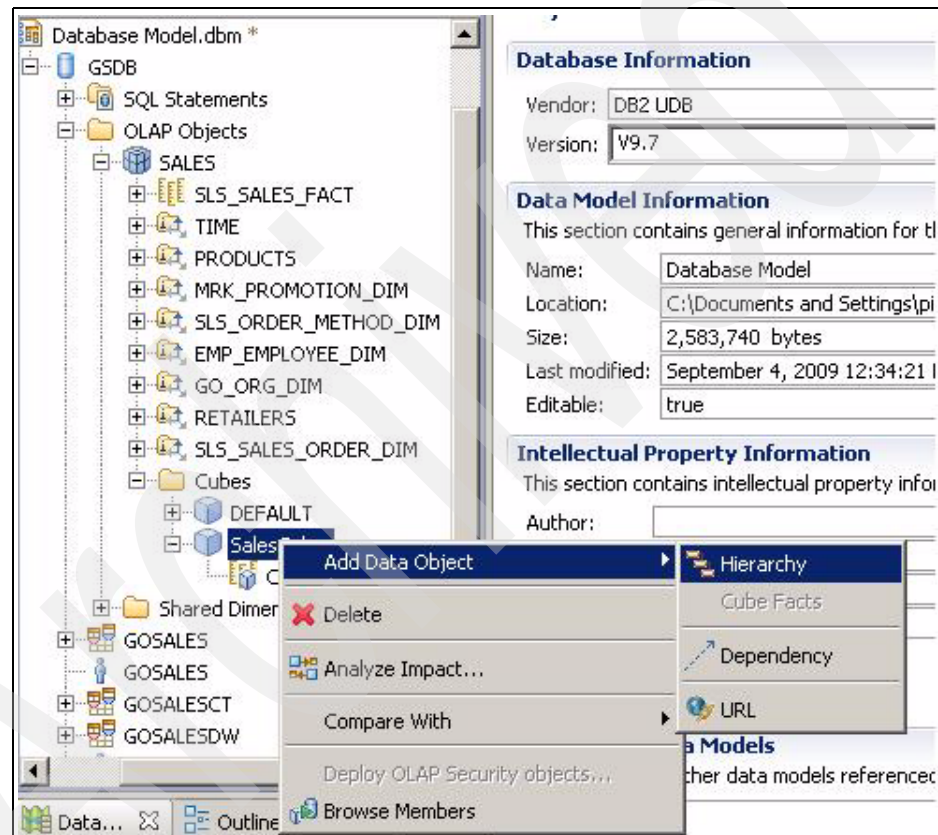 Database Model.dbm *
GSDB
SQL Statements
OLAP Objects
SALES
SLS_SALES_FACT
TIME
PRODUCTS
MRK_PROMOTION_DIM
SLS_ORDER_METHOD_DIM
EMP_EMPLOYEE_DIM
GO_ORG_DIM
RETAILERS
SLS_SALES_ORDER_DIM
Cubes
DEFAULT
Sales
C
Shared Dimen
GOSALES
GOSALES
GOSALESCT
GOSALESDW
Data...
Outline
Database Information
Vendor: DB2 UDB
Version: V9.7
Data Model Information
This section contains general information for t
Name: Database Model
Location: C:\Documents and Settings\pi
Size: 2,583,740 bytes
Last modified: September 4, 2009 12:34:21
Editable: true
Intellectual Property Information
This section contains intellectual property info
Author:
Add Data Object
Delete
Analyze Impact...
Compare With
Deploy OLAP Security objects...
Browse Members
Hierarchy
Cube Facts
Dependency
URL
a Models
ther data models referenced